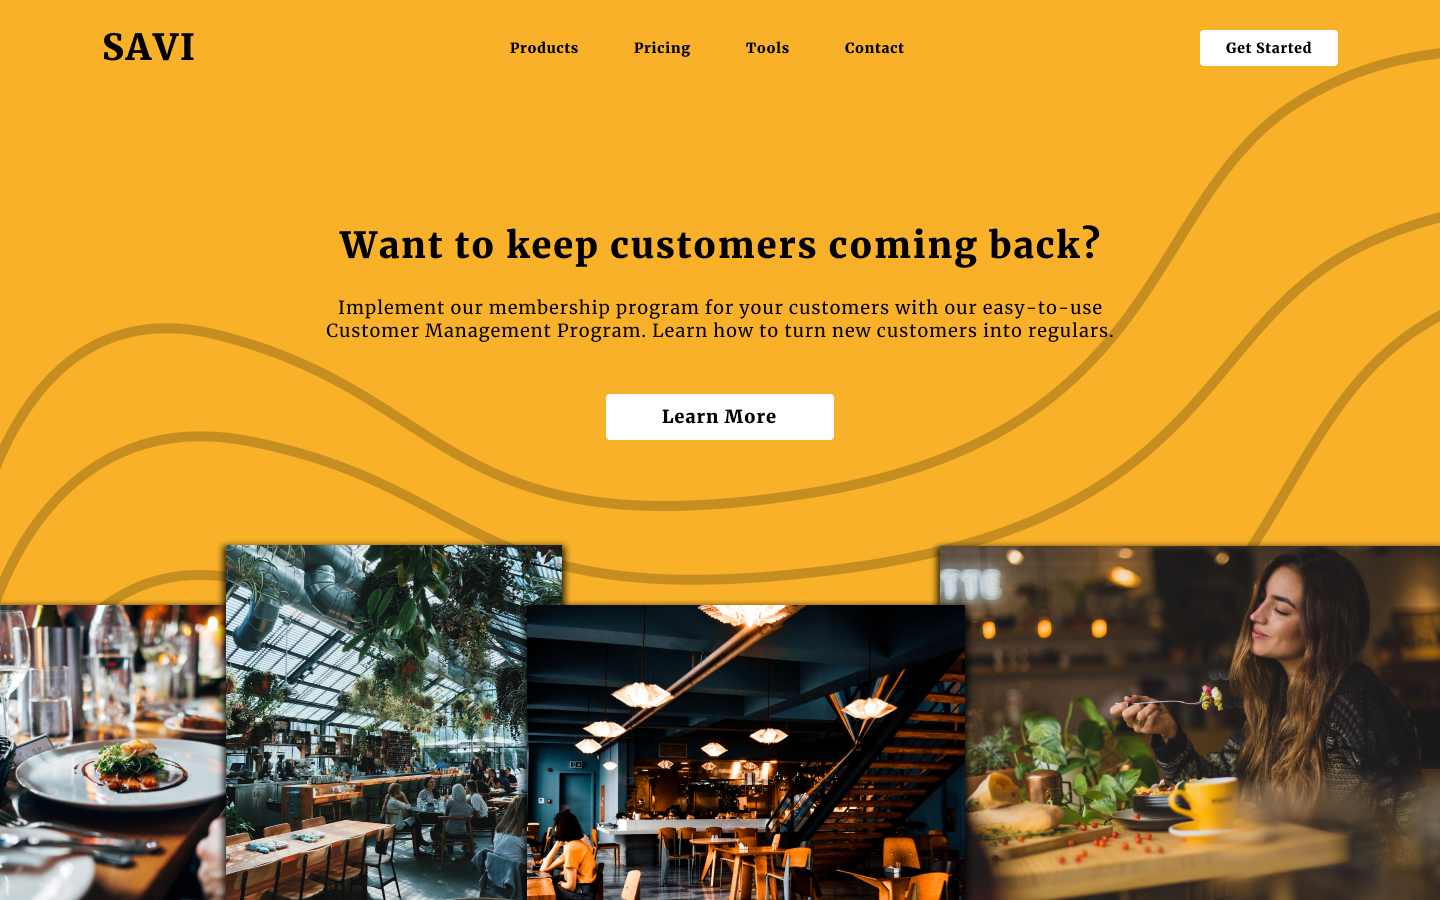 SAVI
Products Pricing Tools Contact
Get Started
Want to keep customers coming back?
Implement our membership program for your customers with our easy-to-use
Customer Management Program. Learn how to turn new customers into regulars.
Learn More
TTE